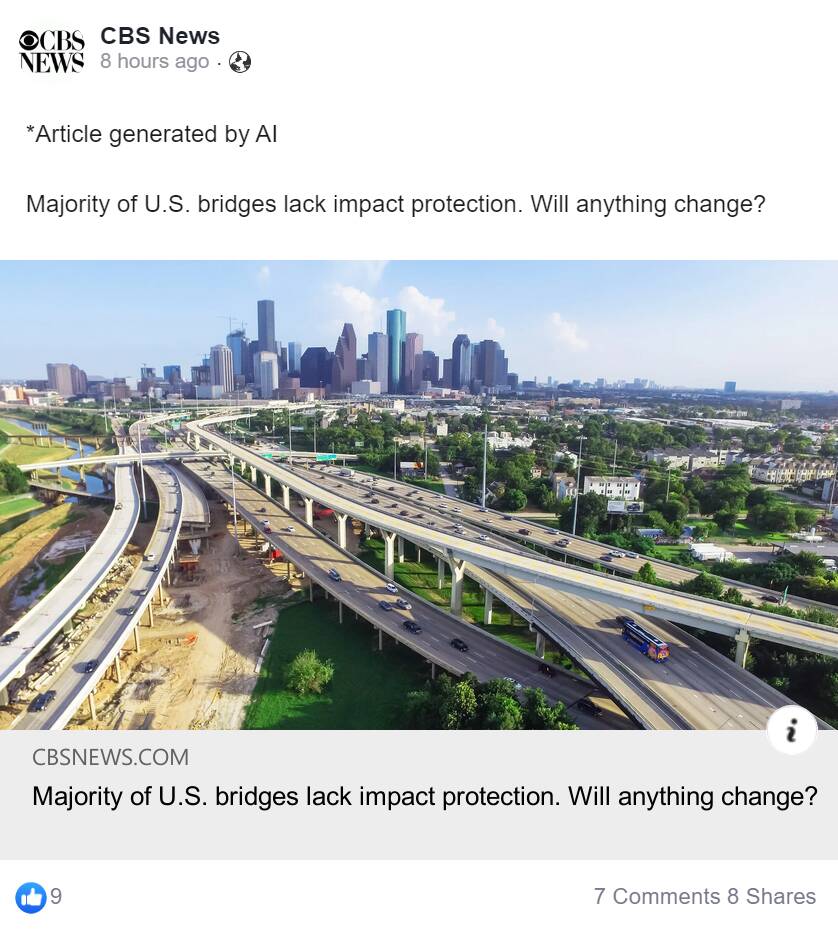 CBS NEWS
CBS News
8 hours ago ·
*Article generated by AI
Majority of U.S. bridges lack impact protection. Will anything change?
i
CBSNEWS.COM
Majority of U.S. bridges lack impact protection. Will anything change?
9
7 Comments 8 Shares